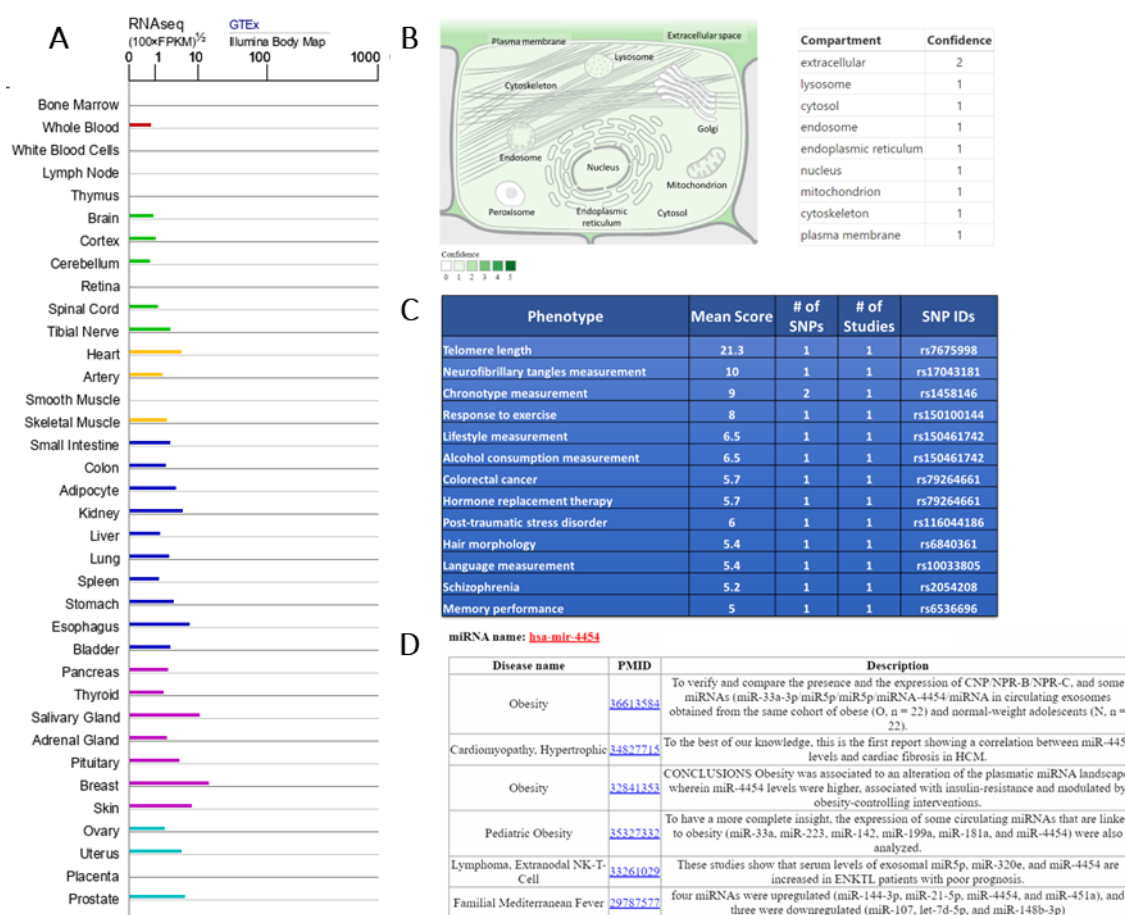 A
RNAseq
(100×FPKM)½
GTEx
Illumina Body Map
0 1 10 100 1000
Bone Marrow
Whole Blood
White Blood Cells
Lymph Node
Thymus
Brain
Cortex
Cerebellum
Retina
Spinal Cord
Tibial Nerve
Heart
Artery
Smooth Muscle
Skeletal Muscle
Small Intestine
Colon
Adipocyte
Kidney
Liver
Lung
Spleen
Stomach
Esophagus
Bladder
Pancreas
Thyroid
Salivary Gland
Adrenal Gland
Pituitary
Breast
Skin
Ovary
Uterus
Placenta
Prostate
B
Plasma membrane
Extracellular space
Lysosome
Cytoskeleton
Golgi
Endosome
Nucleus
Mitochondrion
Peroxisome
Endoplasmic
reticulum
Cytosol
Confidence
0 1 2 3 4 5
Compartment Confidence
extracellular 2
lysosome 1
cytosol 1
endosome 1
endoplasmic reticulum 1
nucleus 1
mitochondrion 1
cytoskeleton 1
plasma membrane 1
C
Phenotype Mean Score # of SNPs # of Studies SNP IDs
Telomere length 21.3 1 1 rs7675998
Neurofibrillary tangles measurement 10 1 1 rs17043181
Chronotype measurement 9 2 1 rs1458146
Response to exercise 8 1 1 rs150100144
Lifestyle measurement 6.5 1 1 rs150461742
Alcohol consumption measurement 6.5 1 1 rs150461742
Colorectal cancer 5.7 1 1 rs79264661
Hormone replacement therapy 5.7 1 1 rs79264661
Post-traumatic stress disorder 6 1 1 rs116044186
Hair morphology 5.4 1 1 rs6840361
Language measurement 5.4 1 1 rs10033805
Schizophrenia 5.2 1 1 rs2054208
Memory performance 5 1 1 rs6536696
D
miRNA name: hsa-mir-4454
Disease name PMID Description
Obesity 36613584 To verify and compare the presence and the expression of CNP/NPR-B/NPR-C, and some
miRNAs (miR-33a-3p/miR5p/miR5p/miRNA-4454/miRNA in circulating exosomes
obtained from the same cohort of obese (O, n = 22) and normal-weight adolescents (N, n =
22).
Cardiomyopathy, Hypertrophic 34827715 To the best of our knowledge, this is the first report showing a correlation between miR-445
levels and cardiac fibrosis in HCM.
Obesity 32841353 CONCLUSIONS Obesity was associated to an alteration of the plasmatic miRNA landscape
wherein miR-4454 levels were higher, associated with insulin-resistance and modulated by
obesity-controlling interventions.
Pediatric Obesity 35327332 To have a more complete insight, the expression of some circulating miRNAs that are linked
to obesity (miR-33a, miR-223, miR-142, miR-199a, miR-181a, and miR-4454) were also
analyzed.
Lymphoma, Extranodal NK-T-
Cell 33261029 These studies show that serum levels of exosomal miR5p, miR-320e, and miR-4454 are
increased in ENKTL patients with poor prognosis.
Familial Mediterranean Fever 29787577 four miRNAs were upregulated (miR-144-3p, miR-21-5p, miR-4454, and miR-451a), and
three were downregulated (miR-107, let-7d-5p, and miR-148b-3p)